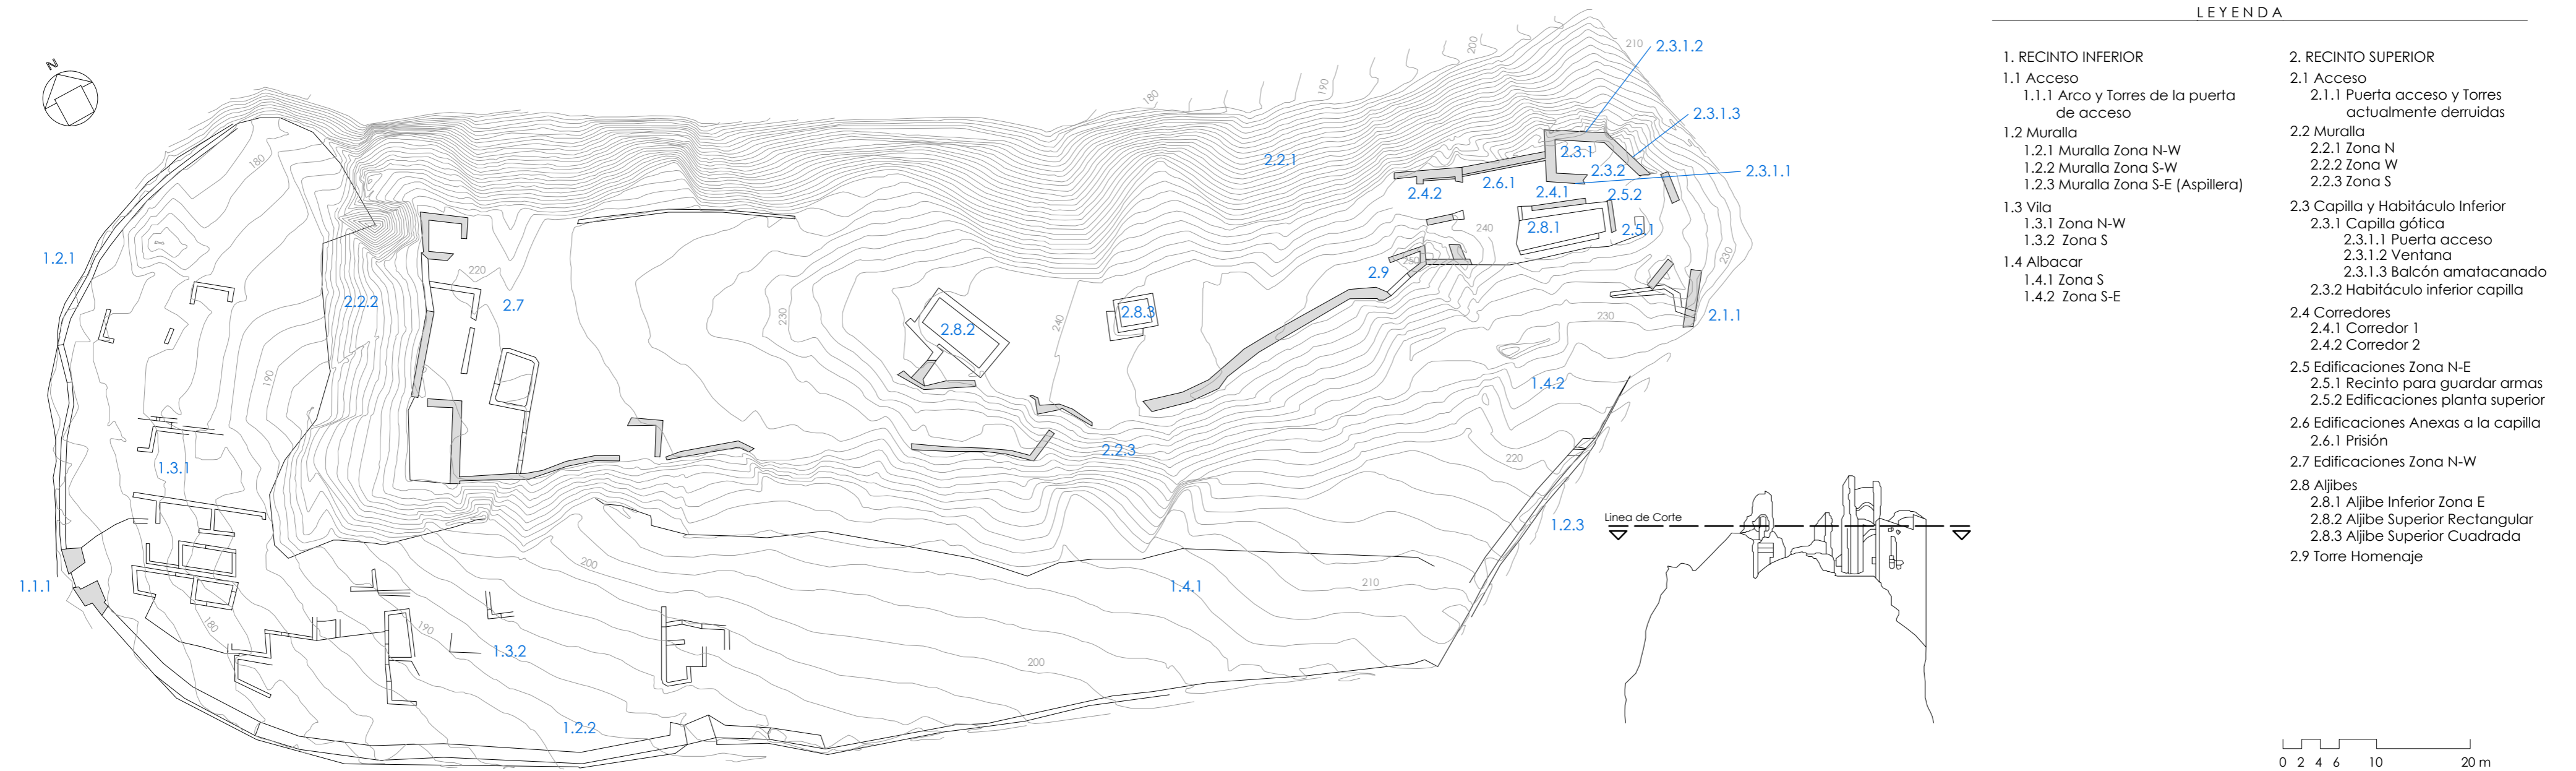 LEYENDA
1. RECINTO INFERIOR
1.1 Acceso
1.1.1 Arco y Torres de la puerta
de acceso
1.2 Muralla
1.2.1 Muralla Zona N-W
1.2.2 Muralla Zona S-W
1.2.3 Muralla Zona S-E (Aspillera)
1.3 Vila
1.3.1 Zona N-W
1.3.2 Zona S
1.4 Albacar
1.4.1 Zona S
1.4.2 Zona S-E
2. RECINTO SUPERIOR
2.1 Acceso
2.1.1 Puerta acceso y Torres
actualmente derruidas
2.2 Muralla
2.2.1 Zona N
2.2.2 Zona W
2.2.3 Zona S
2.3 Capilla y Habitáculo Inferior
2.3.1 Capilla gótica
2.3.1.1 Puerta acceso
2.3.1.2 Ventana
2.3.1.3 Balcón amatacanado
2.3.2 Habitáculo inferior capilla
2.4 Corredores
2.4.1 Corredor 1
2.4.2 Corredor 2
2.5 Edificaciones Zona N-E
2.5.1 Recinto para guardar armas
2.5.2 Edificaciones planta superior
2.6 Edificaciones Anexas a la capilla
2.6.1 Prisión
2.7 Edificaciones Zona N-W
2.8 Aljibes
2.8.1 Aljibe Inferior Zona E
2.8.2 Aljibe Superior Rectangular
2.8.3 Aljibe Superior Cuadrada
2.9 Torre Homenaje
N
210
2.3.1.2
200
190
180
2.3.1.3
180
2.2.1
2.3.1
2.3.2
2.3.1.1
2.6.1
2.4.2
2.4.1
2.5.2
2.8.1
2.5.1
240
230
1.2.1
250
2.9
220
2.2.2
2.7
2.8.3
2.1.1
230
230
240
2.8.2
190
1.4.2
2.2.3
220
1.3.1
Linea de Corte
1.2.3
200
1.1.1
1.4.1
210
180
190
1.3.2
200
1.2.2
0 2 4 6 10 20 m